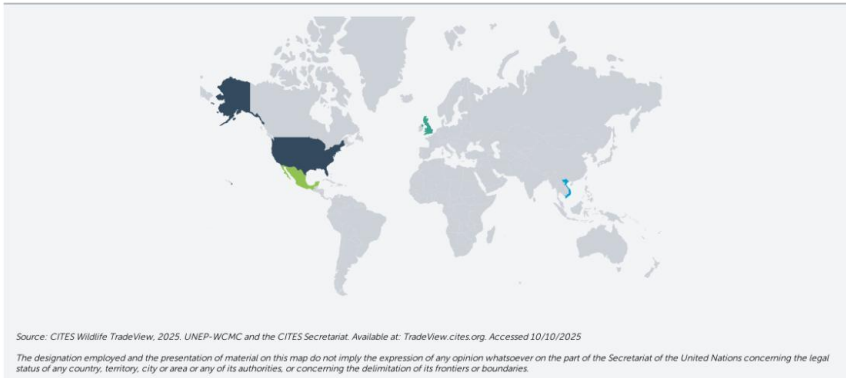 Source: CITES Wildlife TradeView, 2025. UNEP-WCMC and the CITES Secretariat. Available at: TradeView.cites.org. Accessed 10/10/2025
The designation employed and the presentation of material on this map do not imply the expression of any opinion whatsoever on the part of the Secretariat of the United Nations concerning the legal
status of any country, territory, city or area or any of its authorities, or concerning the delimitation of its frontiers or boundaries.